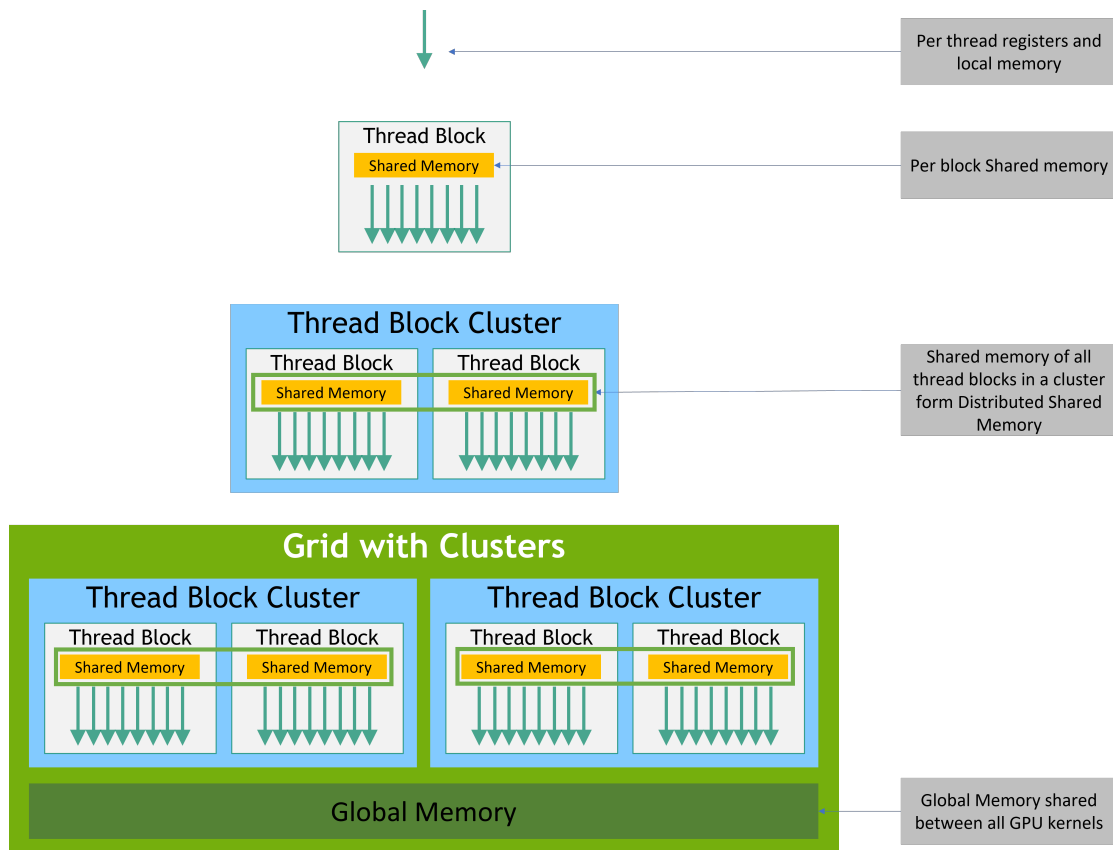 Per thread registers and
local memory
Thread Block
Shared Memory
Per block Shared memory
Thread Block Cluster
Thread Block
Thread Block
Shared Memory
Shared Memory
Shared memory of all
thread blocks in a cluster
form Distributed Shared
Memory
Grid with Clusters
Thread Block Cluster
Thread Block Cluster
Thread Block
Thread Block
Thread Block
Thread Block
Shared Memory
Shared Memory
Shared Memory
Shared Memory
Global Memory
Global Memory shared
between all GPU kernels